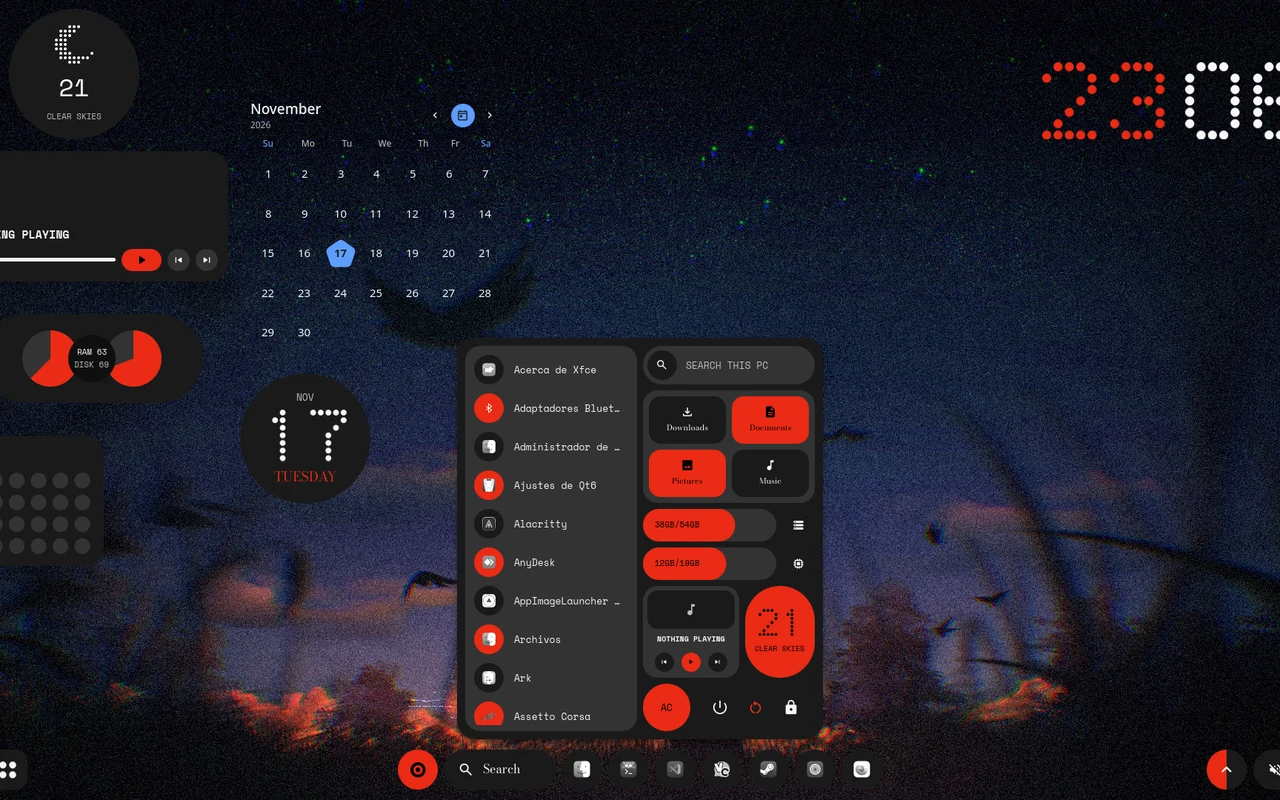 21
CLEAR SKIES
23 0
NG PLAYING
RAM 63
DISK 69
November
2026
Su Mo Tu We Th Fr Sa
1 2 3 4 5 6 7
8 9 10 11 12 13 14
15 16 17 18 19 20 21
22 23 24 25 26 27 28
29 30
NOV
17
TUESDAY
Acerca de Xfce
Adaptadores Bluet…
Administrador de …
Ajustes de Qt6
Alacritty
AnyDesk
AppImageLauncher …
Archivos
Ark
Assetto Corsa
SEARCH THIS PC
Downloads
Documents
Pictures
Music
38GB/54GB
12GB/19GB
NOTHING PLAYING
21
CLEAR SKIES
AC
Search